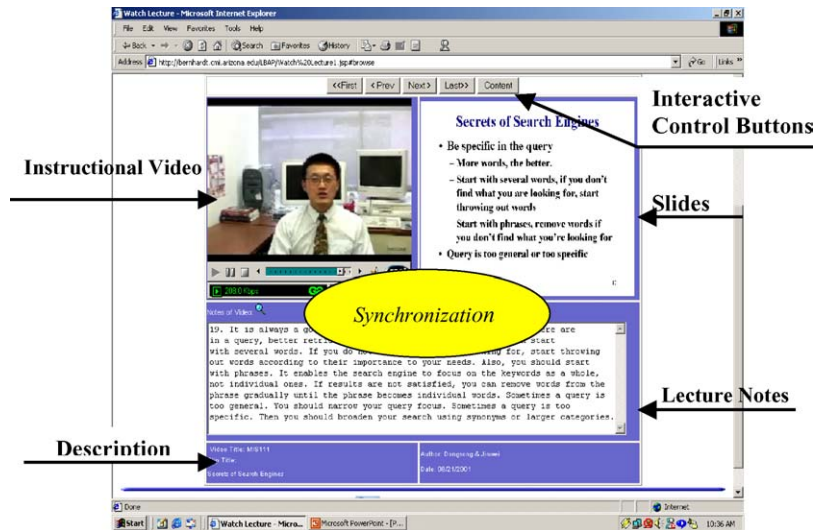 Watch Lecture - Microsoft Internet Explorer
File Edit View Favorites Tools Help
Back Search Favorites History
Address http://bernhardt.cmi.arizona.edu/LBAP/Watch%20Lecture1.jsp#browse Go Links »
<<First <Prev Next> Last>> Content
Interactive
Control Buttons
Instructional Video
Secrets of Search Engines
• Be specific in the query
– More words, the better.
– Start with several words, if you don't
find what you are looking for, start
throwing out words
Start with phrases, remove words if
you don't find what you're looking for
• Query is too general or too specific
Slides
Synchronization
Notes of Video:
19. It is always a ere are
in a query, better start
with several words. If you do ing for, start throwing
out words according to their importance to your needs. Also, you should start
with phrases. It enables the search engine to focus on the keywords as a whole,
not individual ones. If results are not satisfied, you can remove words from the
phrase gradually until the phrase becomes individual words. Sometimes a query is
too general. You should narrow your query focus. Sometimes a query is too
specific. Then you should broaden your search using synonyms or larger categories.
Lecture Notes
Description
Video Title: MIS111
Title:
Secrets of Search Engines
Author: Dongsong & Jinwei
Date: 08/21/2001
Done Internet
Start Watch Lecture - Micro... Microsoft PowerPoint - [P... 10:36 AM